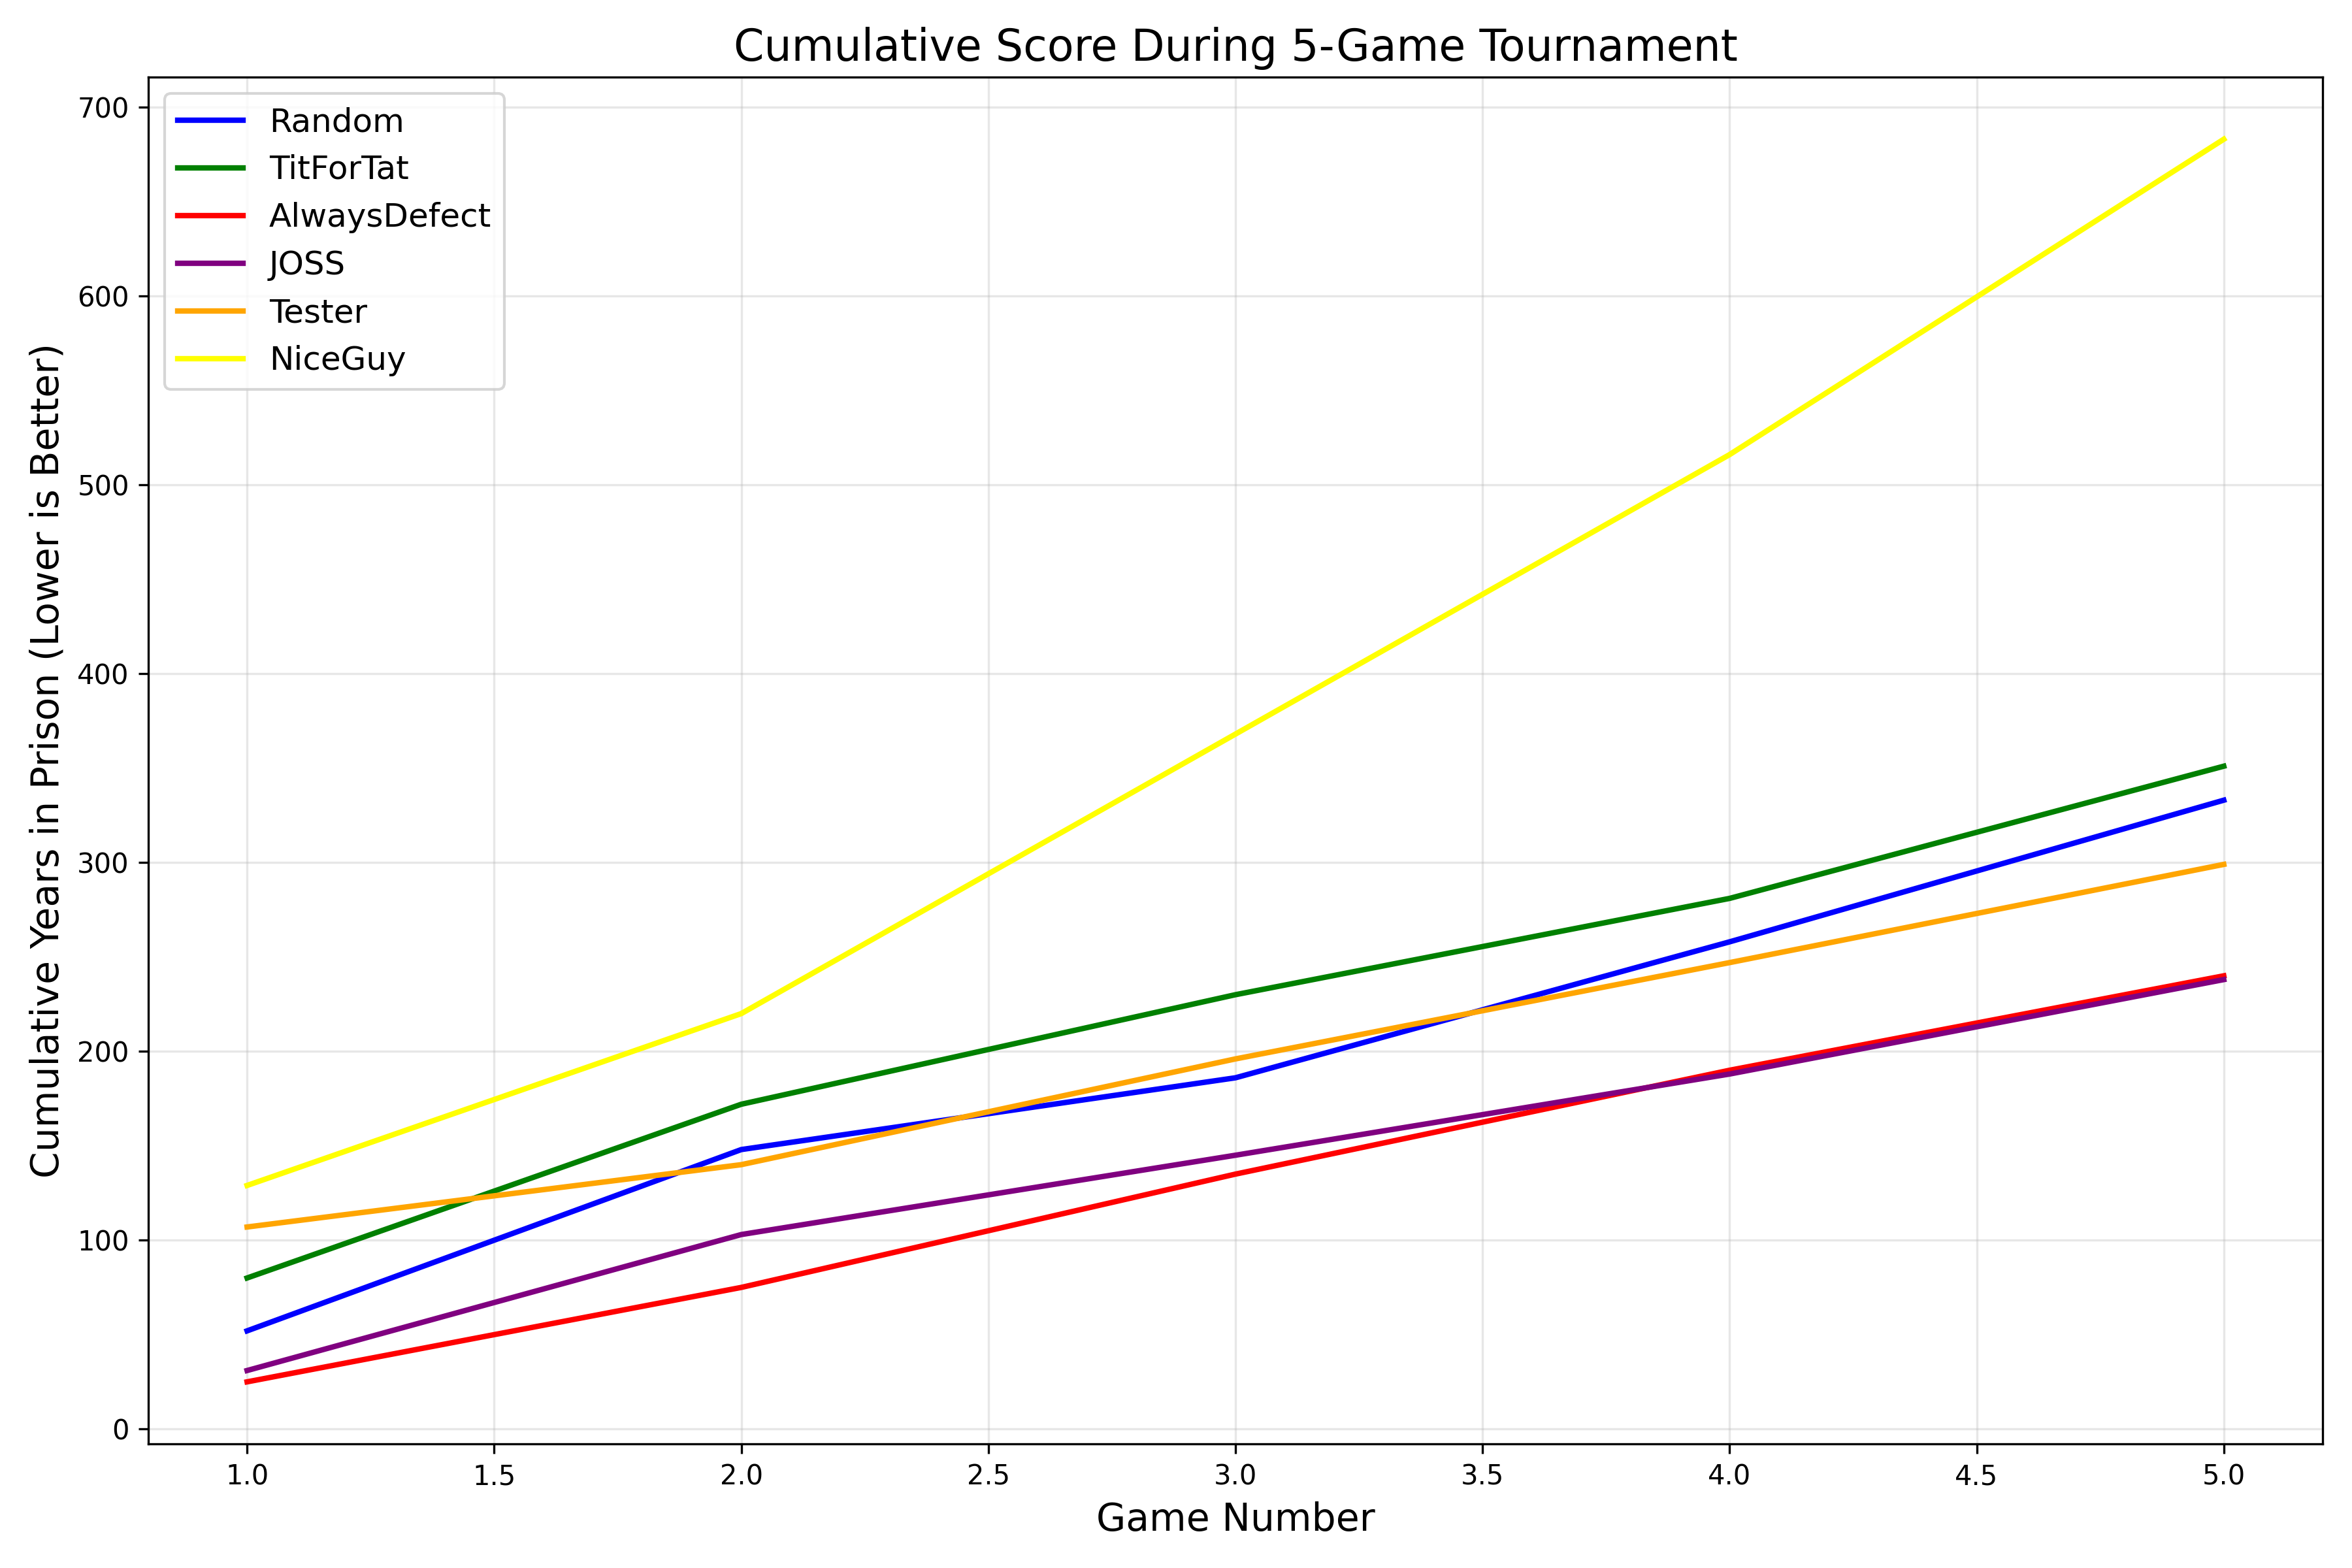 Cumulative Score During 5-Game Tournament
Random
TitForTat
AlwaysDefect
JOSS
Tester
NiceGuy
Cumulative Years in Prison (Lower is Better)
700
600
500
400
300
200
100
0
1.0 1.5 2.0 2.5 3.0 3.5 4.0 4.5 5.0
Game Number